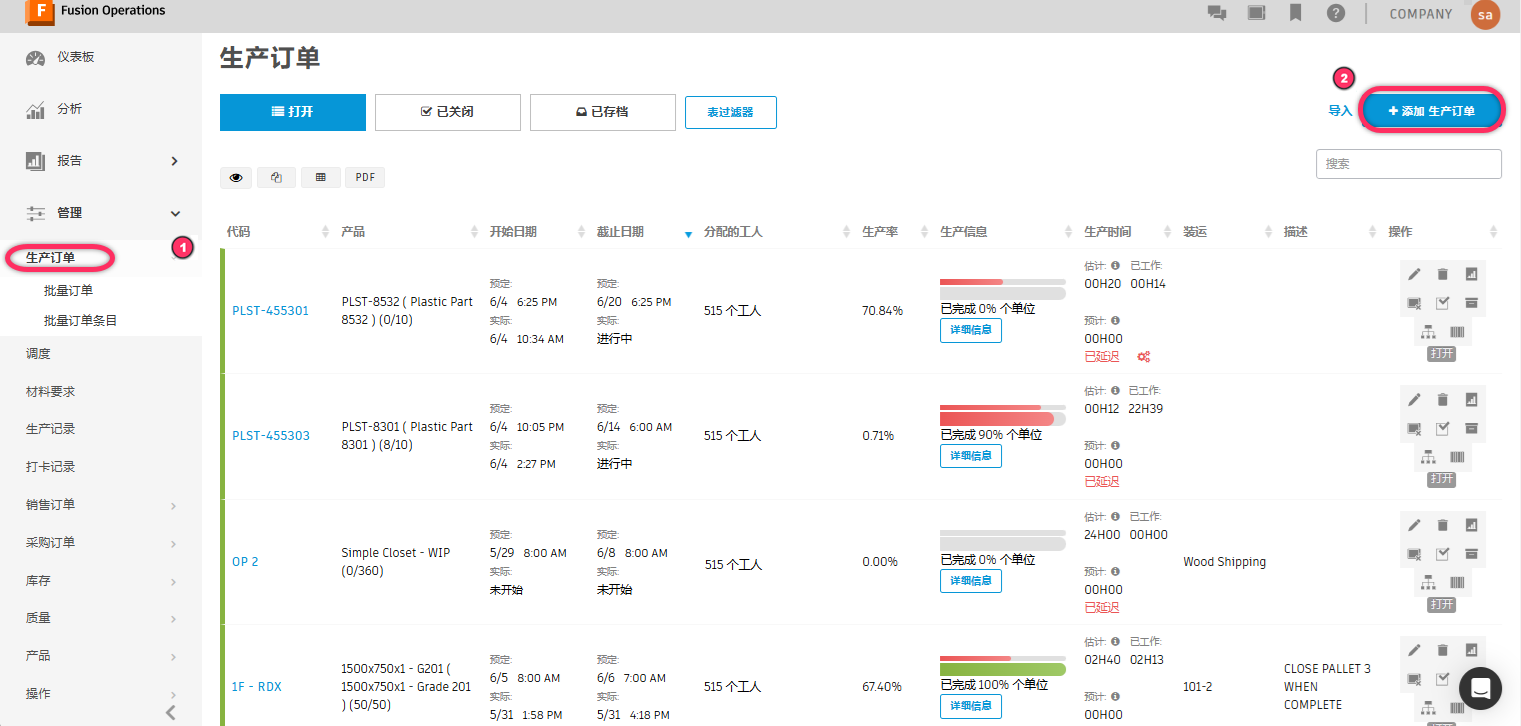 F Fusion Operations
COMPANY sa
仪表板
分析
报告
管理
生产订单
1
批量订单
批量订单条目
调度
材料要求
生产记录
打卡记录
销售订单
采购订单
库存
质量
产品
操作
生产订单
打开 已关闭 已存档 表过滤器
2
导入 + 添加 生产订单
搜索
PDF
代码 产品 开始日期 截止日期 分配的工人 生产率 生产信息 生产时间 装运 描述 操作
PLST-455301
PLST-8532 ( Plastic Part
8532 ) (0/10)
预定:
6/4 6:25 PM
实际:
6/4 10:34 AM
预定:
6/20 6:25 PM
实际:
进行中
515 个工人
70.84%
已完成 0% 个单位
详细信息
估计: 已工作:
00H20 00H14
预计:
00H00
已延迟
打开
PLST-455303
PLST-8301 ( Plastic Part
8301 ) (8/10)
预定:
6/4 10:05 PM
实际:
6/4 2:27 PM
预定:
6/14 6:00 AM
实际:
进行中
515 个工人
0.71%
已完成 90% 个单位
详细信息
估计: 已工作:
00H12 22H39
预计:
00H00
已延迟
打开
OP 2
Simple Closet - WIP
(0/360)
预定:
5/29 8:00 AM
实际:
未开始
预定:
6/8 8:00 AM
实际:
未开始
515 个工人
0.00%
已完成 0% 个单位
详细信息
估计: 已工作:
24H00 00H00
预计:
00H00
已延迟
Wood Shipping
打开
1F - RDX
1500x750x1 - G201 (
1500x750x1 - Grade 201
) (50/50)
预定:
6/5 8:00 AM
实际:
5/31 1:58 PM
预定:
6/6 7:00 AM
实际:
5/31 4:18 PM
515 个工人
67.40%
已完成 100% 个单位
详细信息
估计: 已工作:
02H40 02H13
预计:
00H00
101-2
CLOSE PALLET 3
WHEN
COMPLETE